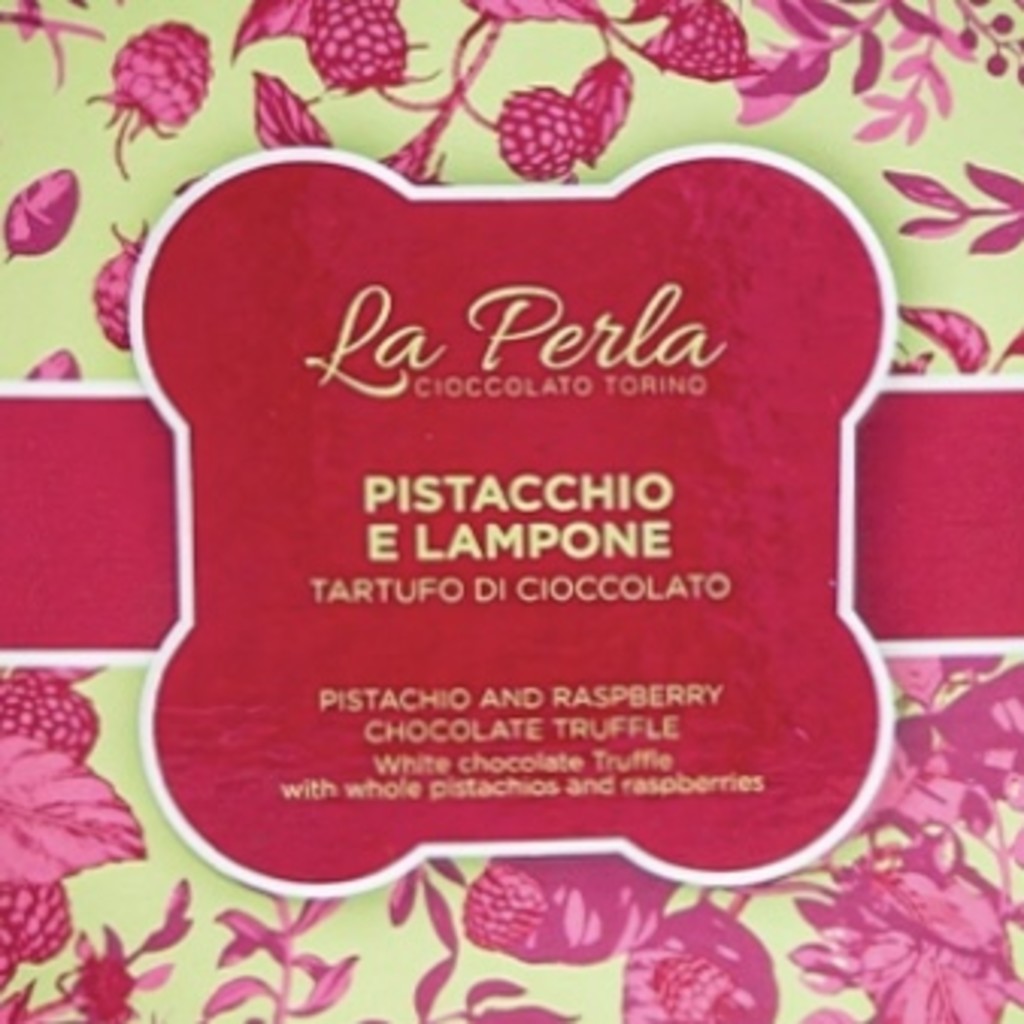 La Perla
CIOCCOLATO TORINO
PISTACCHIO
E LAMPONE
TARTUFO DI CIOCCOLATO
PISTACHIO AND RASPBERRY
CHOCOLATE TRUFFLE
White chocolate Truffle
with whole pistachios and raspberries